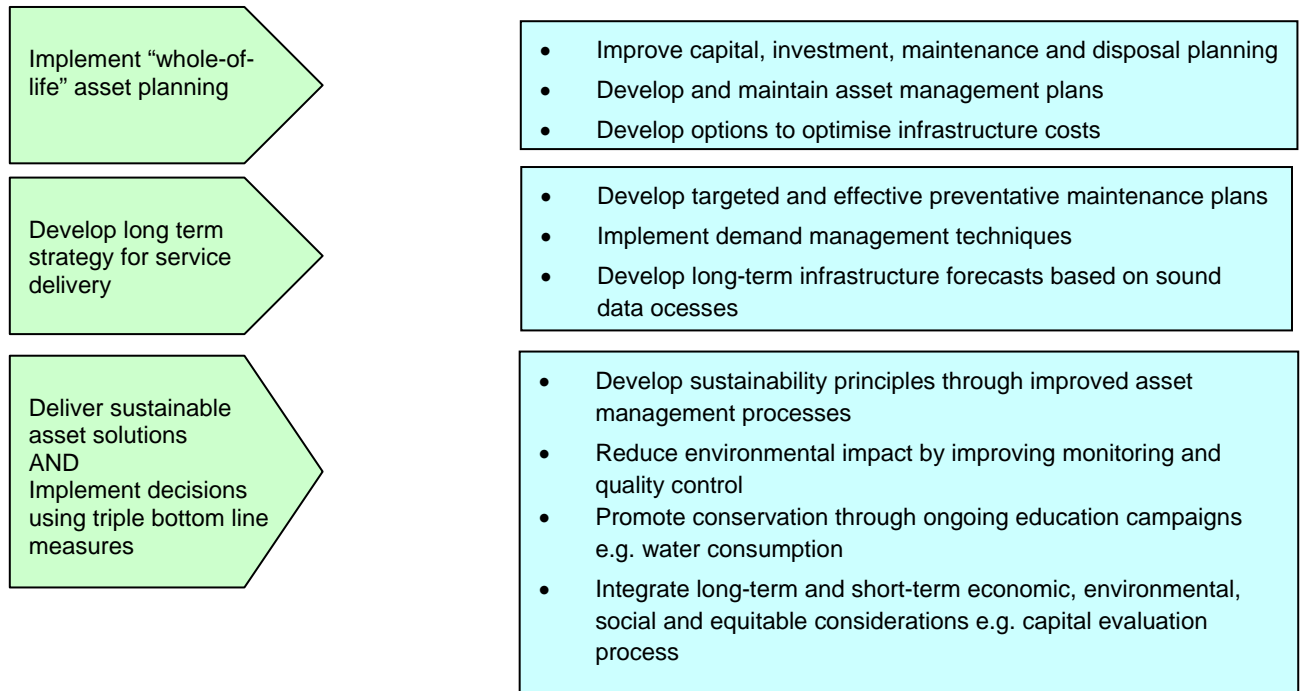 Implement “whole-of-
life” asset planning
• Improve capital, investment, maintenance and disposal planning
• Develop and maintain asset management plans
• Develop options to optimise infrastructure costs
Develop long term
strategy for service
delivery
• Develop targeted and effective preventative maintenance plans
• Implement demand management techniques
• Develop long-term infrastructure forecasts based on sound
data ocesses
Deliver sustainable
asset solutions
AND
Implement decisions
using triple bottom line
measures
• Develop sustainability principles through improved asset
management processes
• Reduce environmental impact by improving monitoring and
quality control
• Promote conservation through ongoing education campaigns
e.g. water consumption
• Integrate long-term and short-term economic, environmental,
social and equitable considerations e.g. capital evaluation
process